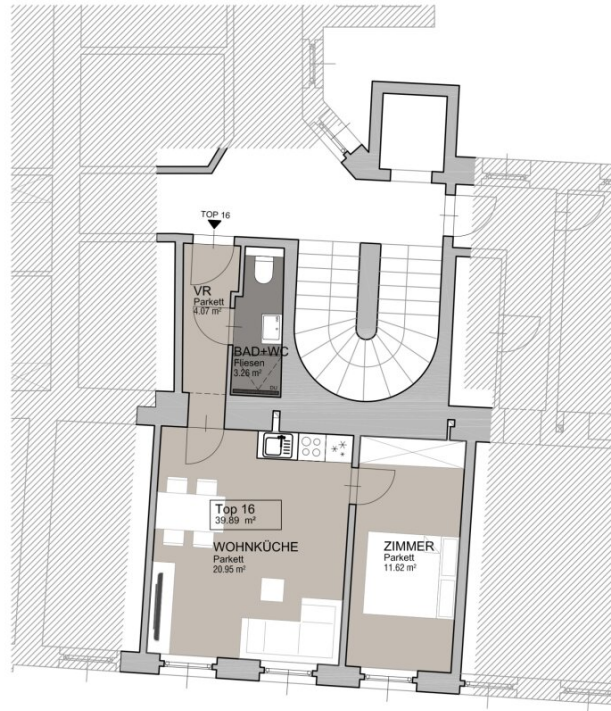 TOP 16
VR
Parkett
4.07 m²
BAD+WC
Fliesen
3.26 m²
DU
Top 16
39.89 m²
WOHNKÜCHE
Parkett
20.95 m²
ZIMMER
Parkett
11.62 m²